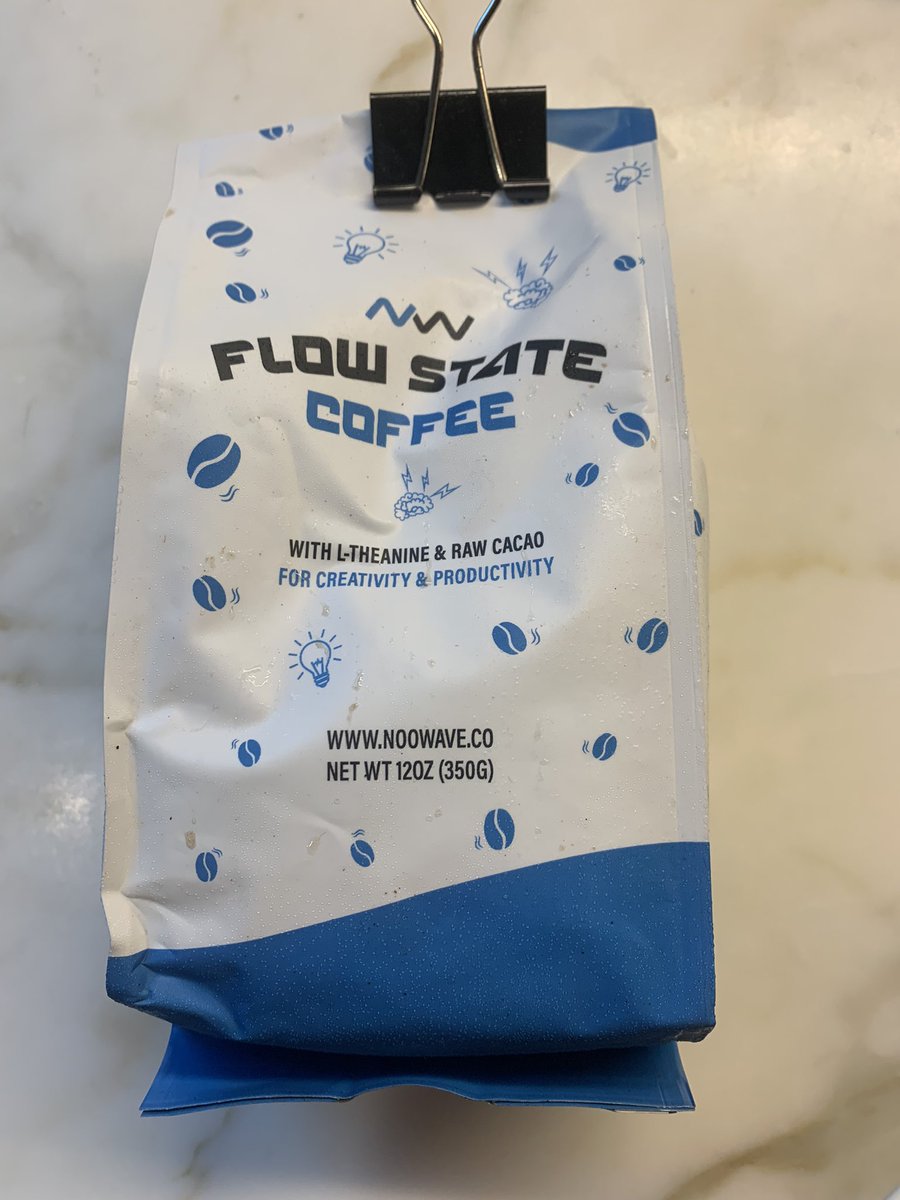 NW
FLOW STATE
COFFEE
WITH L-THEANINE & RAW CACAO
FOR CREATIVITY & PRODUCTIVITY
WWW.NOOWAVE.CO
NET WT 12OZ (350G)